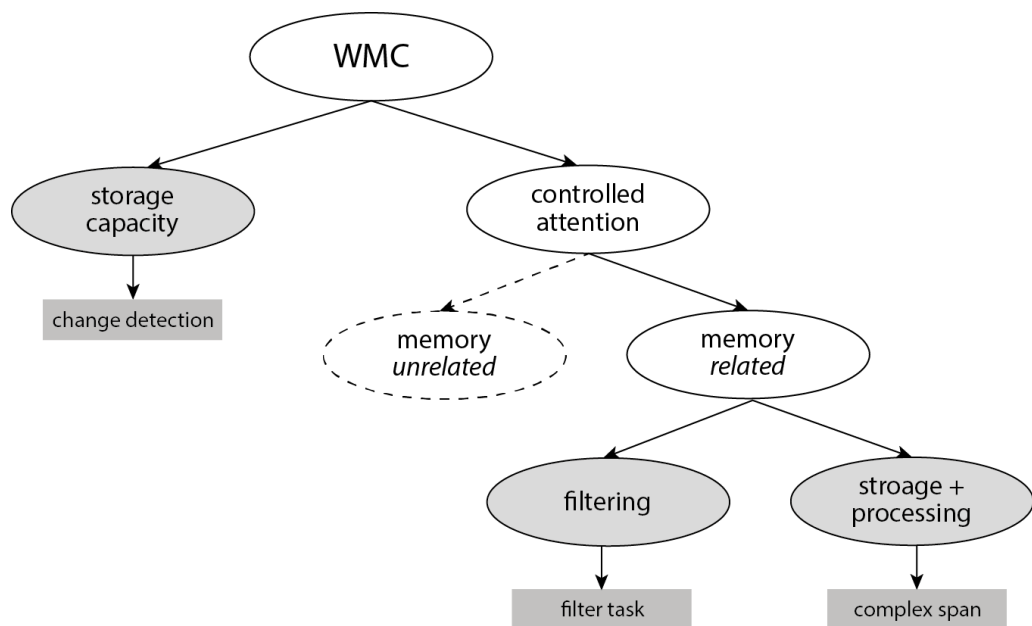 WMC
storage
capacity
controlled
attention
change detection
memory
unrelated
memory
related
filtering
stroage +
processing
filter task
complex span